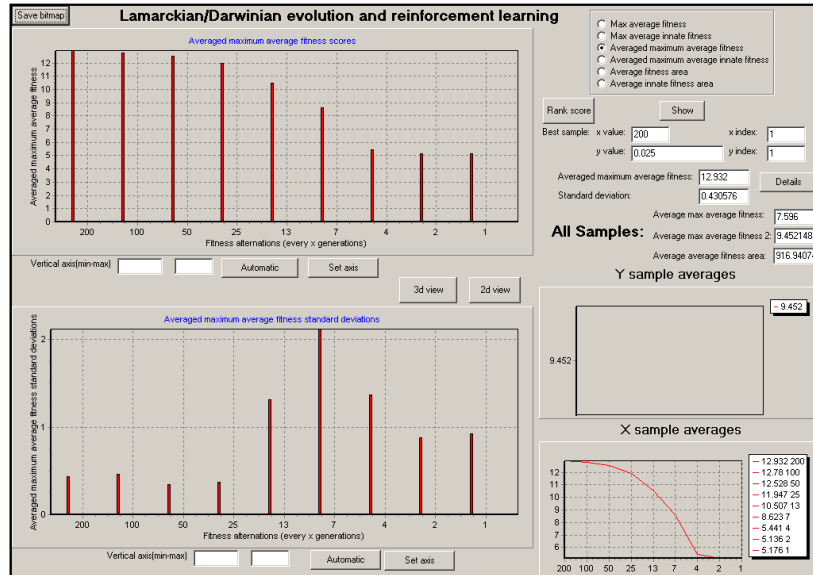 Save bitmap
Lamarckian/Darwinian evolution and reinforcement learning
Averaged maximum average fitness scores
Averaged maximum average fitness
12
11
10
9
8
7
6
5
4
3
2
1
0
200 100 50 25 13 7 4 2 1
Fitness alternations (every x generations)
Vertical axis(min-max)
Automatic
Set axis
3d view
2d view
Averaged maximum average fitness standard deviations
Averaged maximum average fitness standard deviations
2
1
0
200 100 50 25 13 7 4 2 1
Fitness alternations (every x generations)
Vertical axis(min-max)
Automatic
Set axis
Max average fitness
Max average innate fitness
Averaged maximum average fitness
Averaged maximum average innate fitness
Average fitness area
Average innate fitness area
Rank score
Show
Best sample: x value: 200 x index: 1
y value: 0.025 y index: 1
Averaged maximum average fitness: 12.932
Details
Standard deviation: 0.430576
All Samples:
Average max average fitness: 7.596
Average max average fitness 2: 9.452148
Average average fitness area: 916.94074
Y sample averages
9.452
9.452
X sample averages
12
11
10
9
8
7
6
200 100 50 25 13 7 4 2 1
12.932 200
12.78 100
12.528 50
11.947 25
10.507 13
8.623 7
5.441 4
5.136 2
5.176 1